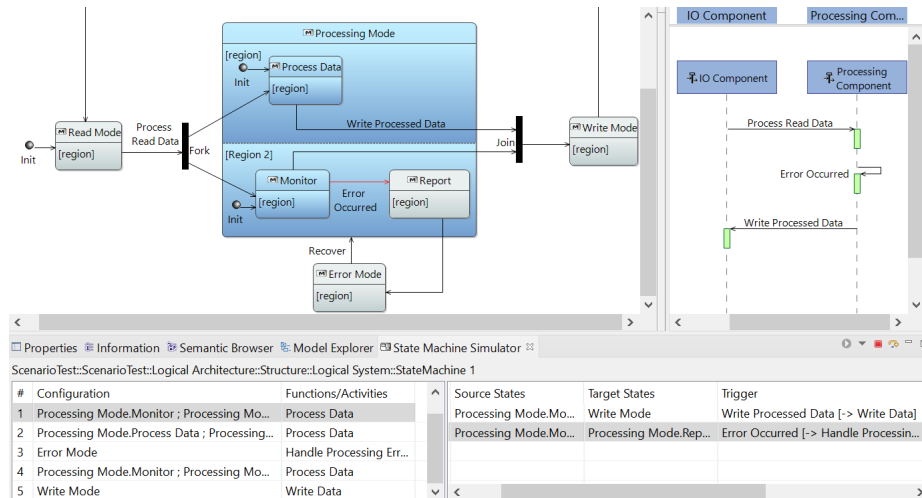 IO Component
Processing Com...
Processing Mode
[region]
Init
Process Data
[region]
IO Component
Processing
Component
Read Mode
[region]
Init
Process
Read Data
Fork
Write Processed Data
Join
Write Mode
[region]
Process Read Data
Error Occurred
Write Processed Data
[Region 2]
Monitor
[region]
Init
Error
Occurred
Report
[region]
Recover
Error Mode
[region]
Properties Information Semantic Browser Model Explorer State Machine Simulator
ScenarioTest::ScenarioTest::Logical Architecture::Structure::Logical System::StateMachine 1
# Configuration Functions/Activities
1 Processing Mode.Monitor ; Processing Mo... Process Data
2 Processing Mode.Process Data ; Processing... Process Data
3 Error Mode Handle Processing Err...
4 Processing Mode.Monitor ; Processing Mo... Process Data
5 Write Mode Write Data
Source States Target States Trigger
Processing Mode.Mo... Write Mode Write Processed Data [-> Write Data]
Processing Mode.Mo... Processing Mode.Rep... Error Occurred [-> Handle Processin...